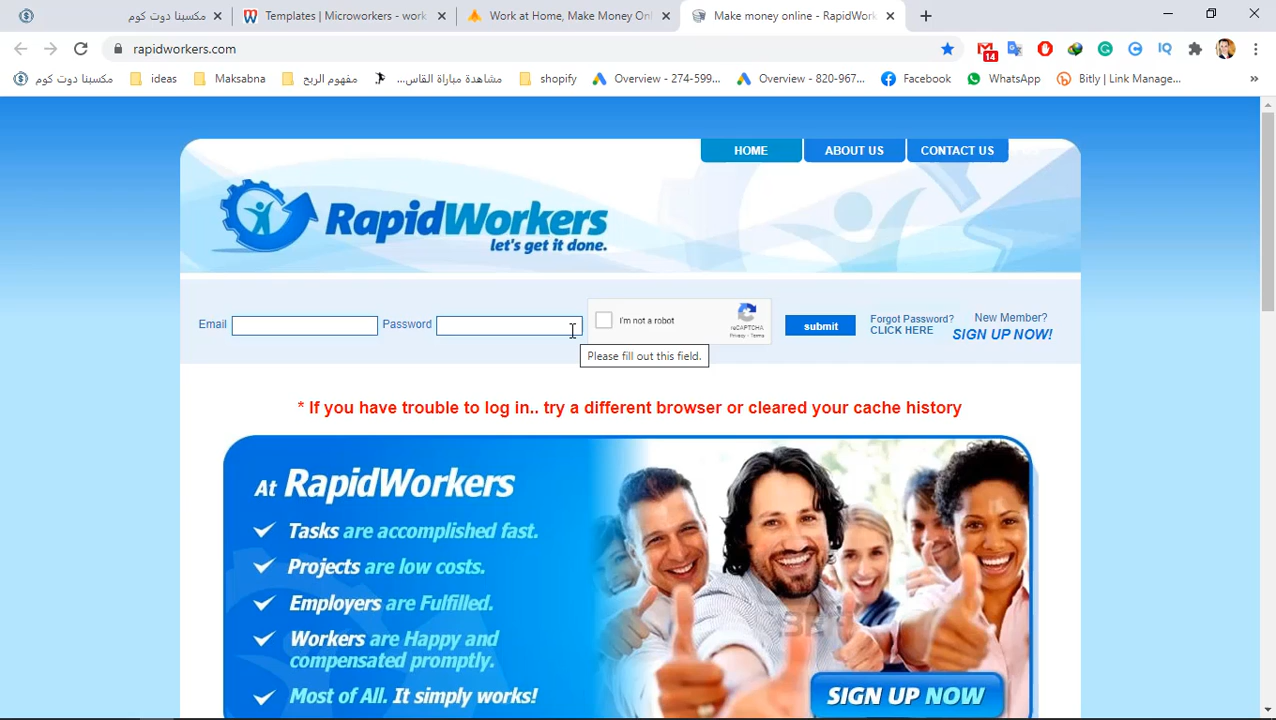 مكسبنا دوت كوم
Templates | Microworkers - work
Work at Home, Make Money Onl
Make money online - RapidWork
rapidworkers.com
14
مكسبنا دوت كوم
ideas
Maksabna
مفهوم الربح
مشاهدة مباراة القاس...
shopify
Overview - 274-599...
Overview - 820-967...
Facebook
WhatsApp
Bitly | Link Manage...
HOME
ABOUT US
CONTACT US
RapidWorkers
let's get it done.
Email
Password
I'm not a robot
reCAPTCHA
Privacy - Terms
submit
Forgot Password?
CLICK HERE
New Member?
SIGN UP NOW!
Please fill out this field.
* If you have trouble to log in.. try a different browser or cleared your cache history
At RapidWorkers
Tasks are accomplished fast.
Projects are low costs.
Employers are Fulfilled.
Workers are Happy and
compensated promptly.
Most of All. It simply works!
SIGN UP NOW